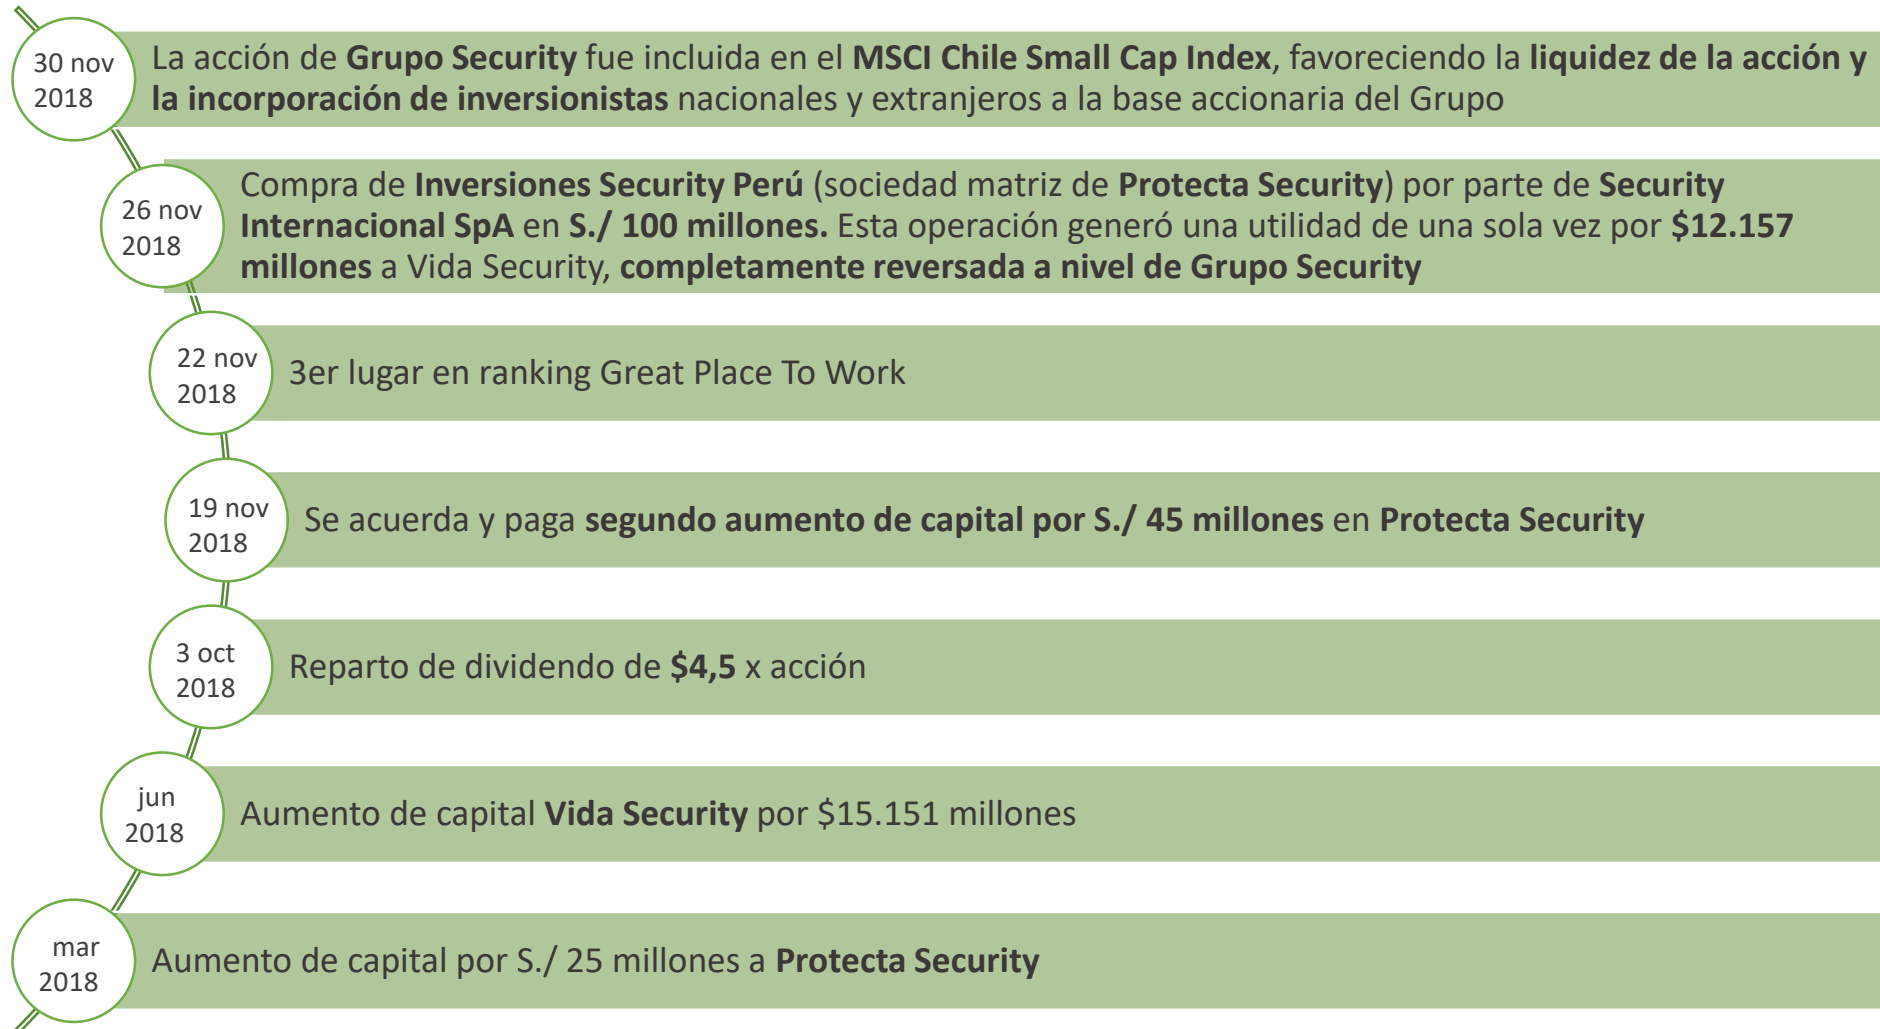 30 nov
2018
La acción de Grupo Security fue incluida en el MSCI Chile Small Cap Index, favoreciendo la liquidez de la acción y
la incorporación de inversionistas nacionales y extranjeros a la base accionaria del Grupo
26 nov
2018
Compra de Inversiones Security Perú (sociedad matriz de Protecta Security) por parte de Security
Internacional SpA en S./ 100 millones. Esta operación generó una utilidad de una sola vez por $12.157
millones a Vida Security, completamente reversada a nivel de Grupo Security
22 nov
2018
3er lugar en ranking Great Place To Work
19 nov
2018
Se acuerda y paga segundo aumento de capital por S./ 45 millones en Protecta Security
3 oct
2018
Reparto de dividendo de $4,5 x acción
jun
2018
Aumento de capital Vida Security por $15.151 millones
mar
2018
Aumento de capital por S./ 25 millones a Protecta Security